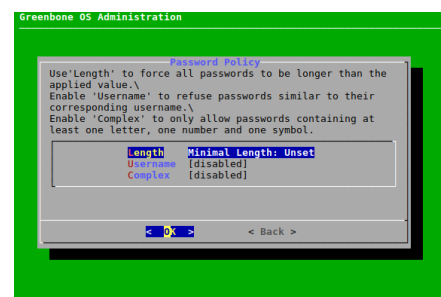 Greenbone OS Administration
Password Policy
Use'Length' to force all passwords to be longer than the
applied value.\
Enable 'Username' to refuse passwords similar to their
corresponding username.\
Enable 'Complex' to only allow passwords containing at
least one letter, one number and one symbol.
Length Minimal Length: Unset
Username [disabled]
Complex [disabled]
< OK > < Back >